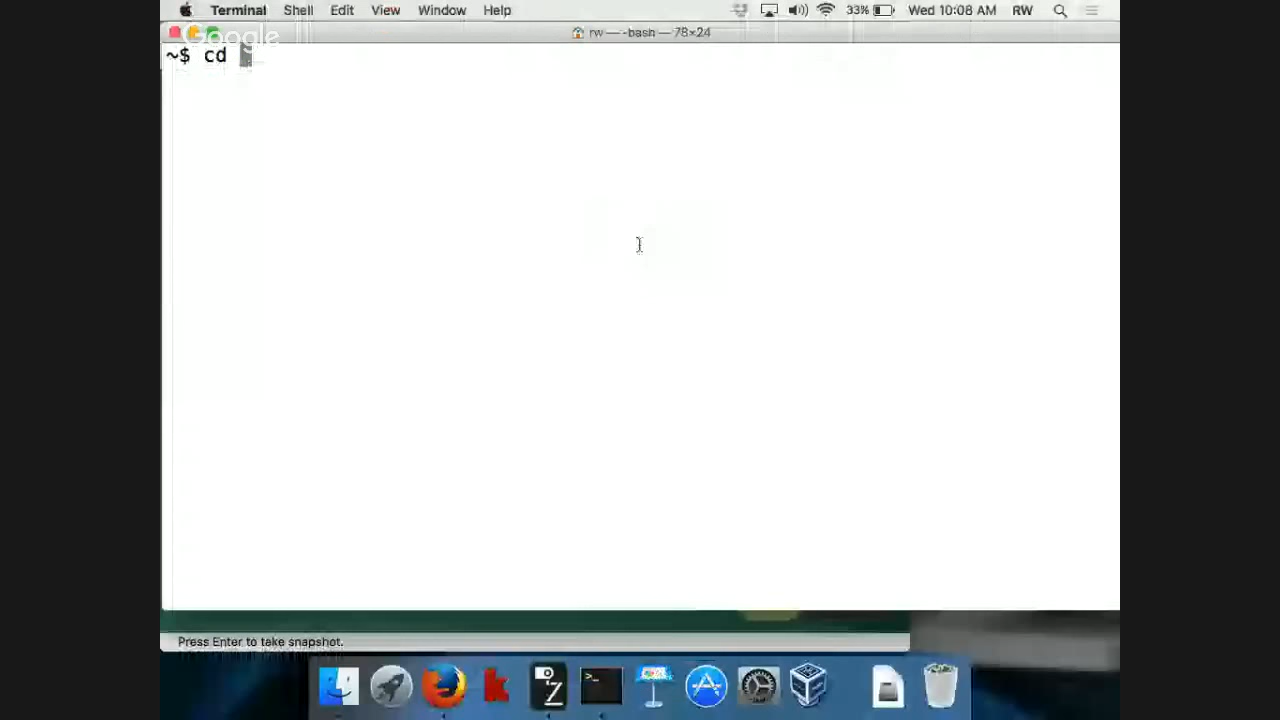 Terminal Shell Edit View Window Help 33% Wed 10:08 AM RW
Google
rw — -bash — 78×24
~$ cd
Press Enter to take snapshot.